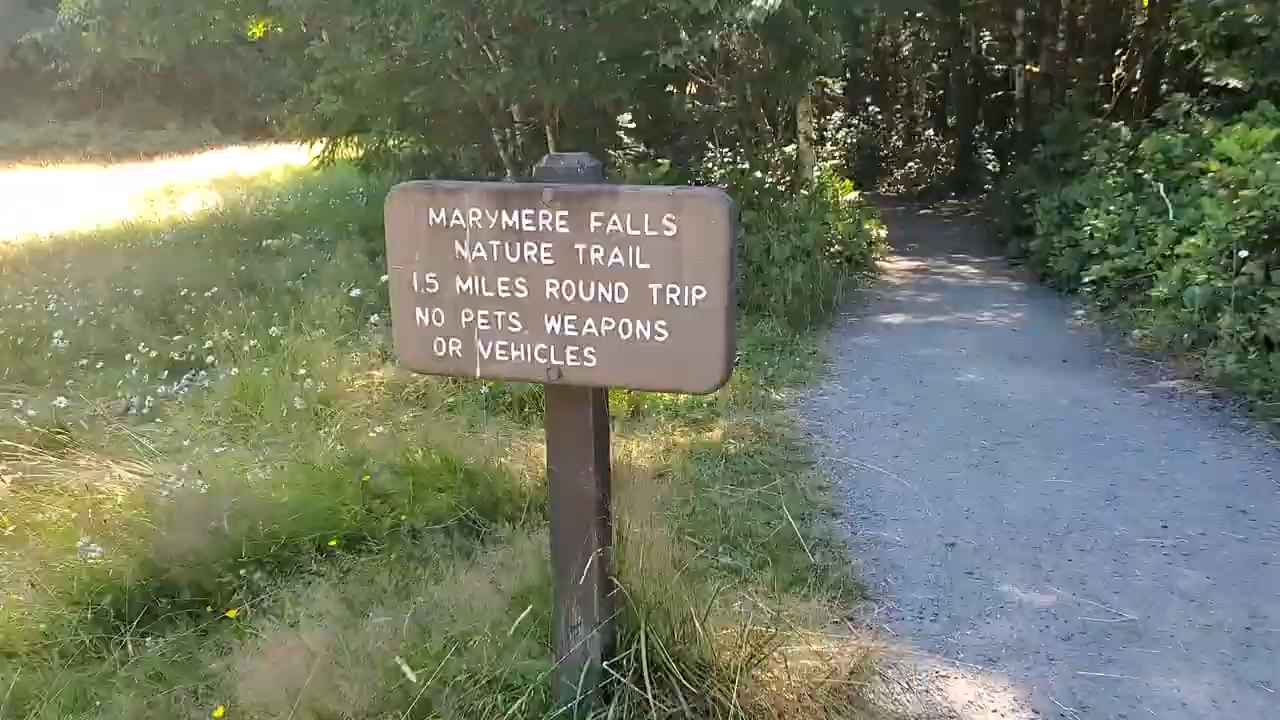 MARYMERE FALLS
NATURE TRAIL
1.5 MILES ROUND TRIP
NO PETS, WEAPONS
OR VEHICLES